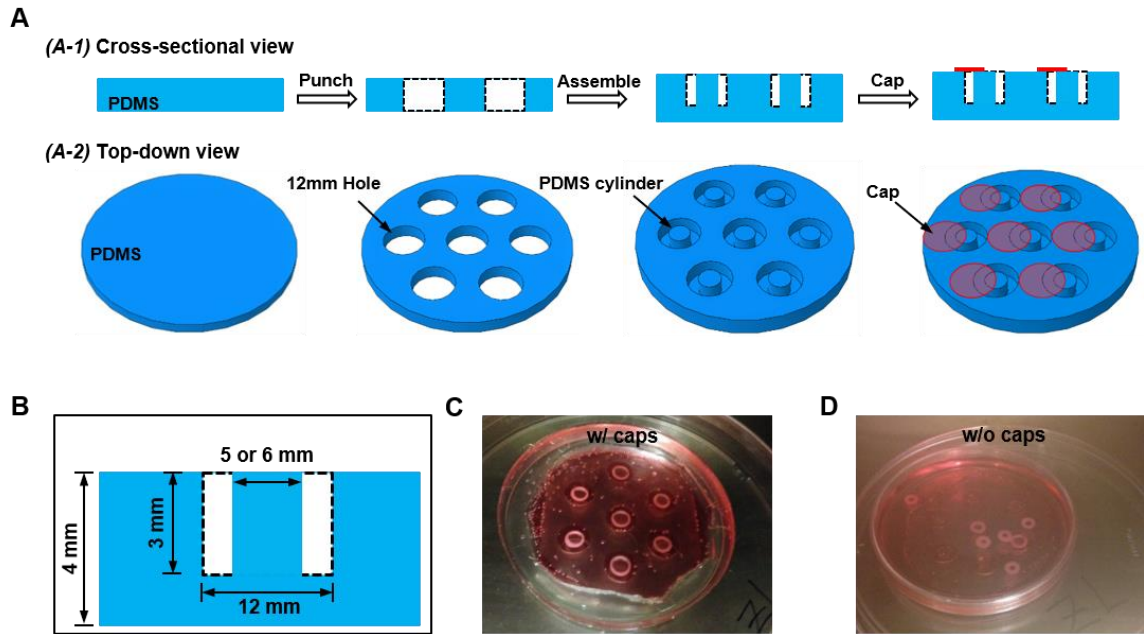 A
(A-1) Cross-sectional view
PDMS
Punch
Assemble
Cap
(A-2) Top-down view
PDMS
12mm Hole
PDMS cylinder
Cap
B
5 or 6 mm
3 mm
4 mm
12 mm
C
w/ caps
D
w/o caps